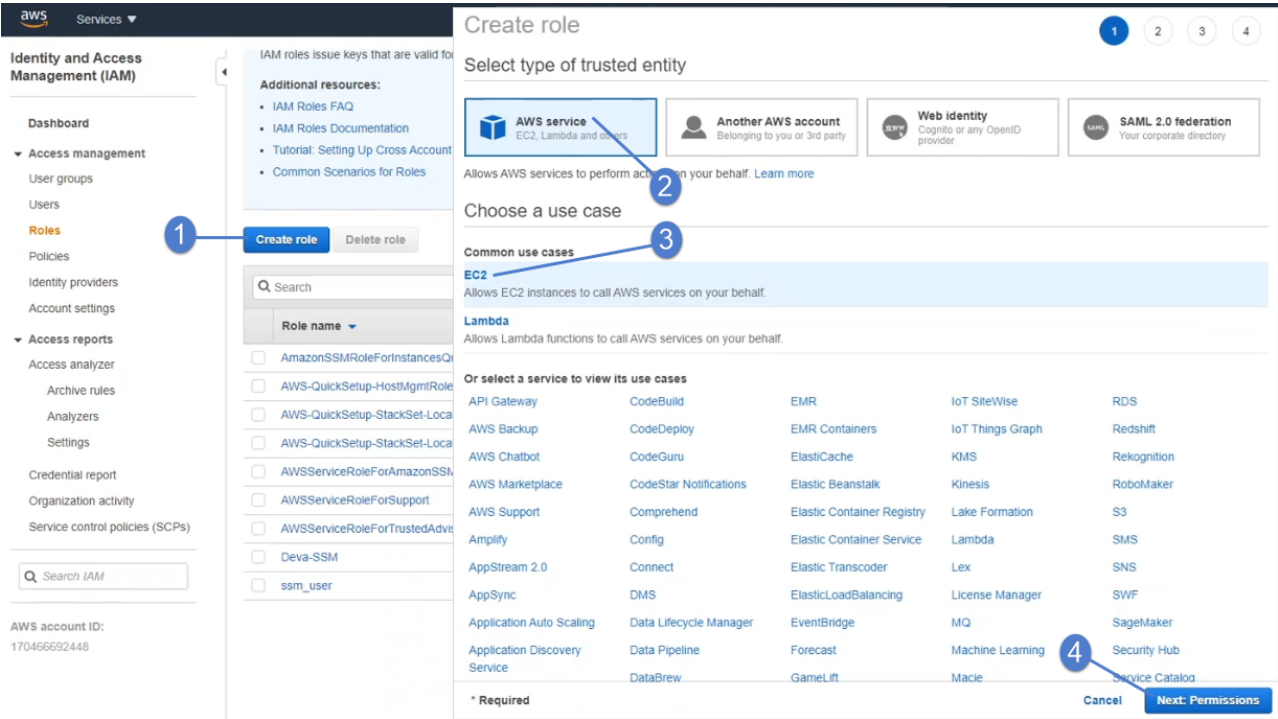 aws
Services ▼
Identity and Access
Management (IAM)
Dashboard
Access management
User groups
Users
Roles
Policies
Identity providers
Account settings
Access reports
Access analyzer
Archive rules
Analyzers
Settings
Credential report
Organization activity
Service control policies (SCPs)
Search IAM
AWS account ID:
170466692448
IAM roles issue keys that are valid for
Additional resources:
• IAM Roles FAQ
• IAM Roles Documentation
• Tutorial: Setting Up Cross Account
• Common Scenarios for Roles
1
Create role
Delete role
Search
Role name
AmazonSSMRoleForInstancesQu
AWS-QuickSetup-HostMgmtRole
AWS-QuickSetup-StackSet-Loca
AWS-QuickSetup-StackSet-Loca
AWSServiceRoleForAmazonSSM
AWSServiceRoleForSupport
AWSServiceRoleForTrustedAdvis
Deva-SSM
ssm_user
Create role
1 2 3 4
Select type of trusted entity
AWS service
EC2, Lambda and others
Another AWS account
Belonging to you or 3rd party
Web identity
Cognito or any OpenID
provider
SAML
SAML 2.0 federation
Your corporate directory
2
Allows AWS services to perform on your behalf. Learn more
Choose a use case
3
Common use cases
EC2
Allows EC2 instances to call AWS services on your behalf.
Lambda
Allows Lambda functions to call AWS services on your behalf.
Or select a service to view its use cases
API Gateway CodeBuild EMR IoT SiteWise RDS
AWS Backup CodeDeploy EMR Containers IoT Things Graph Redshift
AWS Chatbot CodeGuru ElastiCache KMS Rekognition
AWS Marketplace CodeStar Notifications Elastic Beanstalk Kinesis RoboMaker
AWS Support Comprehend Elastic Container Registry Lake Formation S3
Amplify Config Elastic Container Service Lambda SMS
AppStream 2.0 Connect Elastic Transcoder Lex SNS
AppSync DMS ElasticLoadBalancing License Manager SWF
Application Auto Scaling Data Lifecycle Manager EventBridge MQ SageMaker
Application Discovery Data Pipeline Forecast Machine Learning Security Hub
Service
DataBrew GameLift Macie Service Catalog
4
* Required
Cancel
Next: Permissions